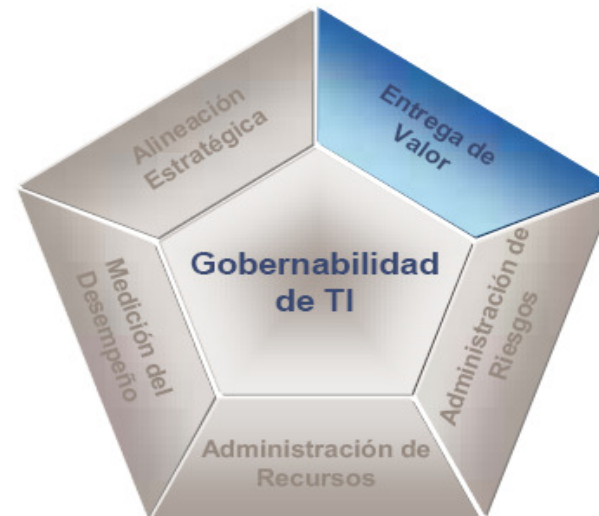 Alineación
Estratégica
Entrega de
Valor
Gobernabilidad
de TI
Medición del
Desempeño
Administración de
Riesgos
Administración de
Recursos